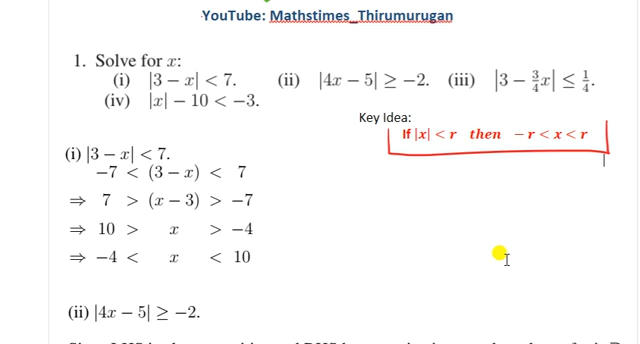 YouTube: Mathstimes_Thirumurugan
1. Solve for x:
(i) |3 − x| < 7. (ii) |4x − 5| ≥ −2. (iii) |3 − 3/4x| ≤ 1/4.
(iv) |x| − 10 < −3.
Key Idea:
If |x| < r then − r < x < r
(i) |3 − x| < 7.
−7 < (3 − x) < 7
⇒ 7 > (x − 3) > −7
⇒ 10 > x > −4
⇒ −4 < x < 10
(ii) |4x − 5| ≥ −2.